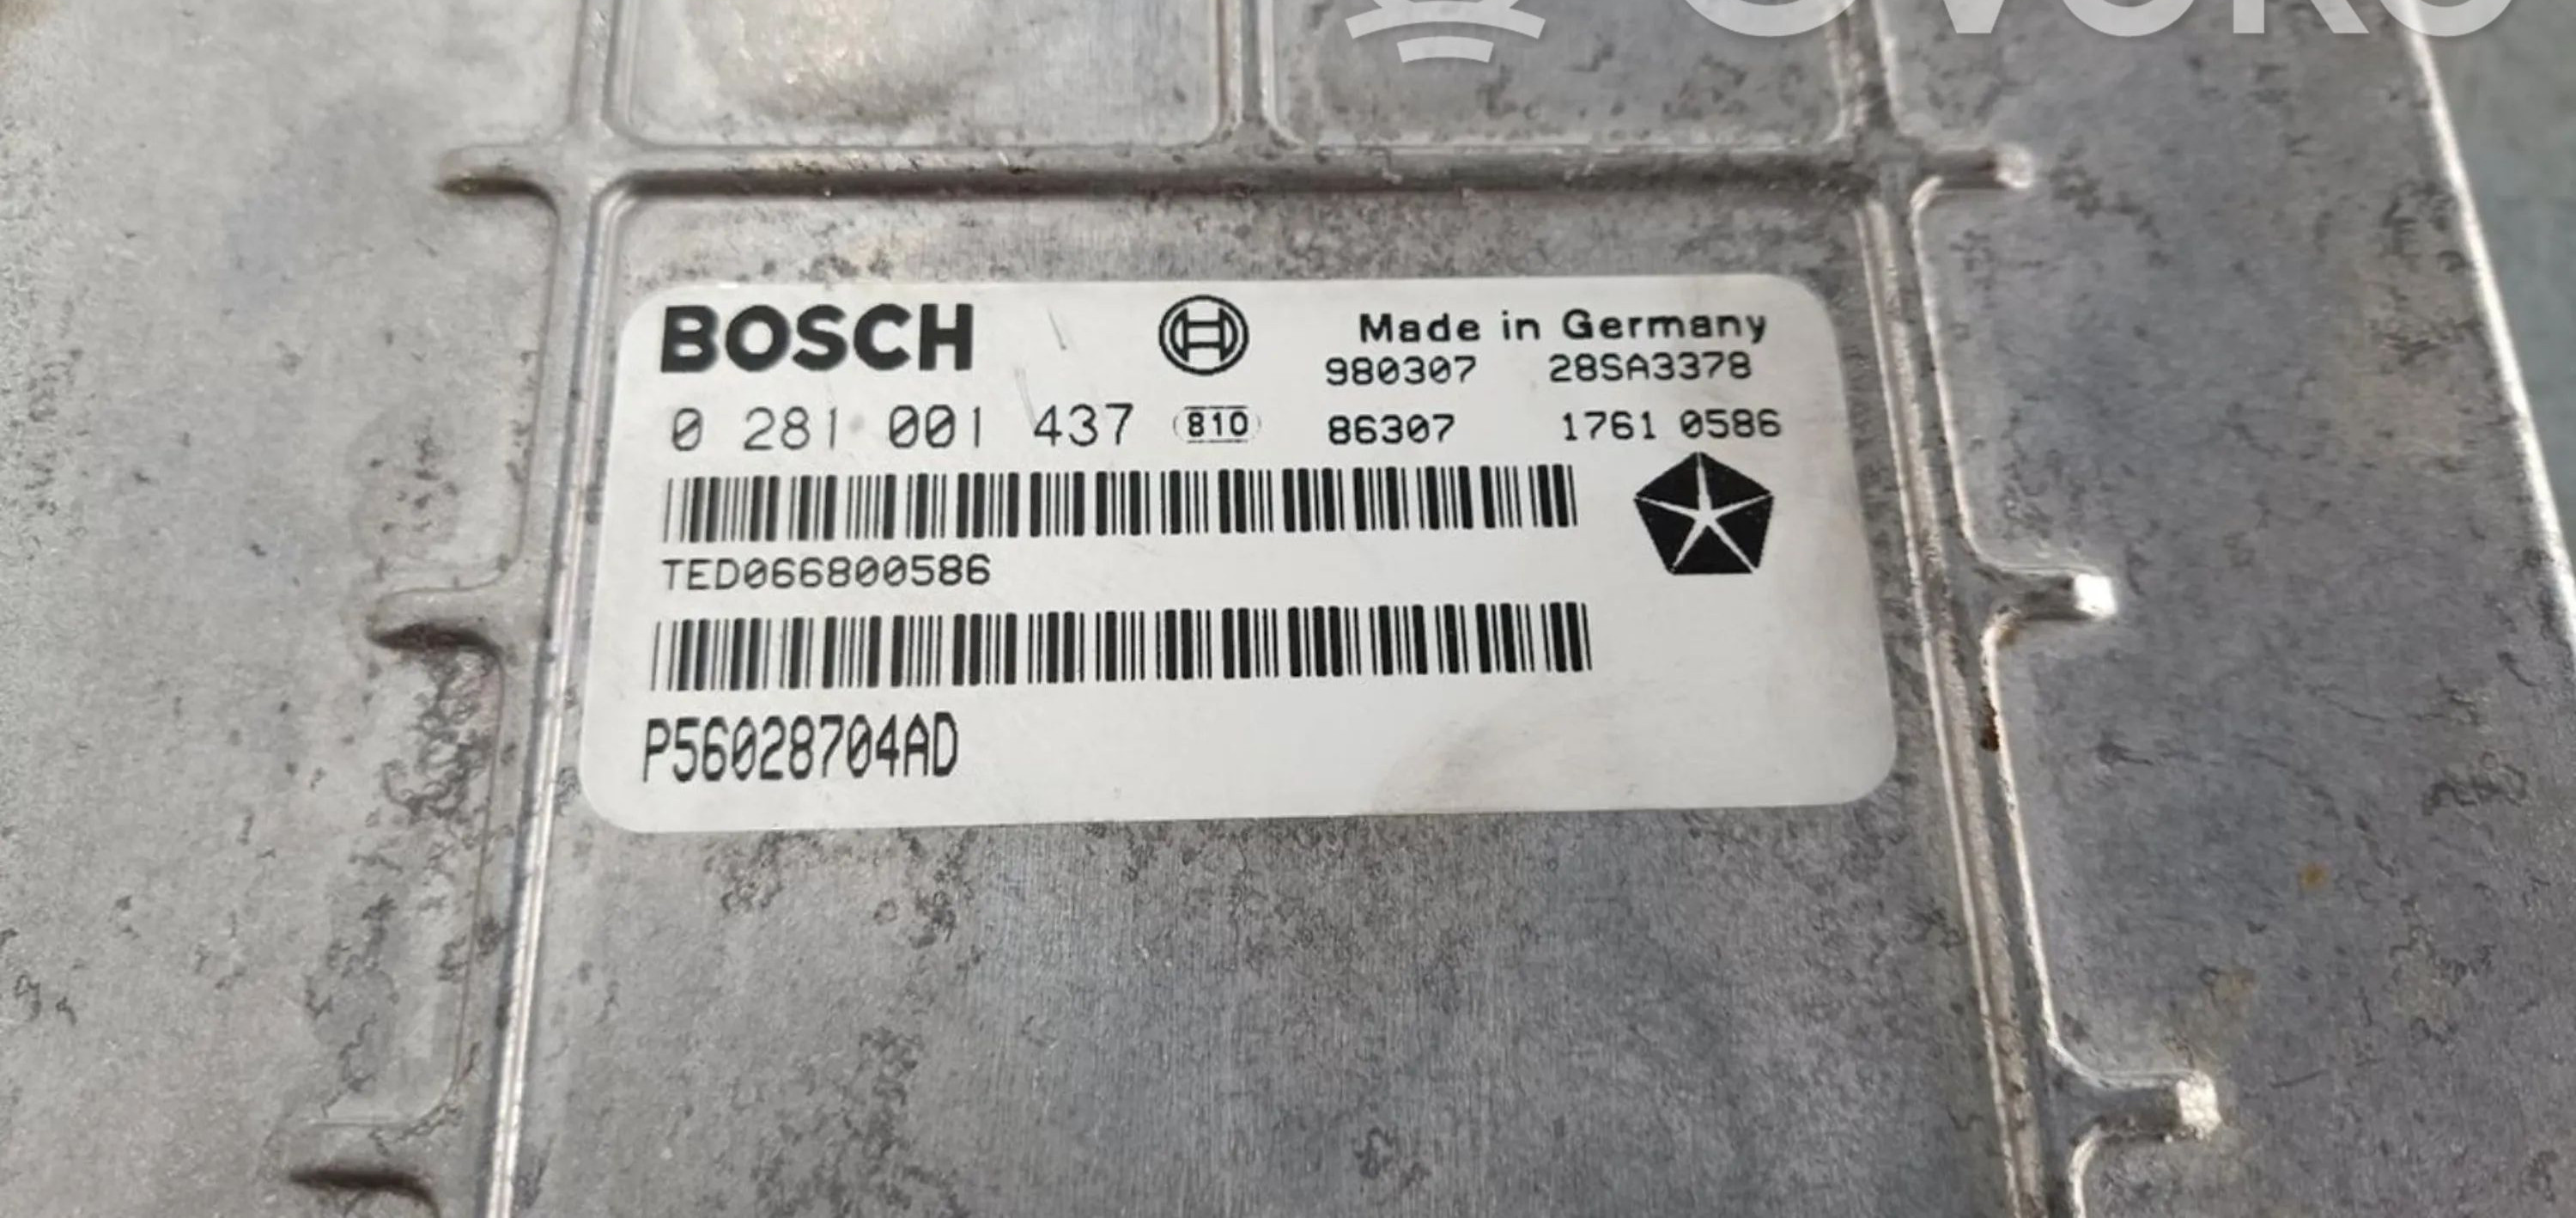 BOSCH Made in Germany
980307 28SA3378
0 281 001 437 810 86307 1761 0586
TED066800586
P56028704AD